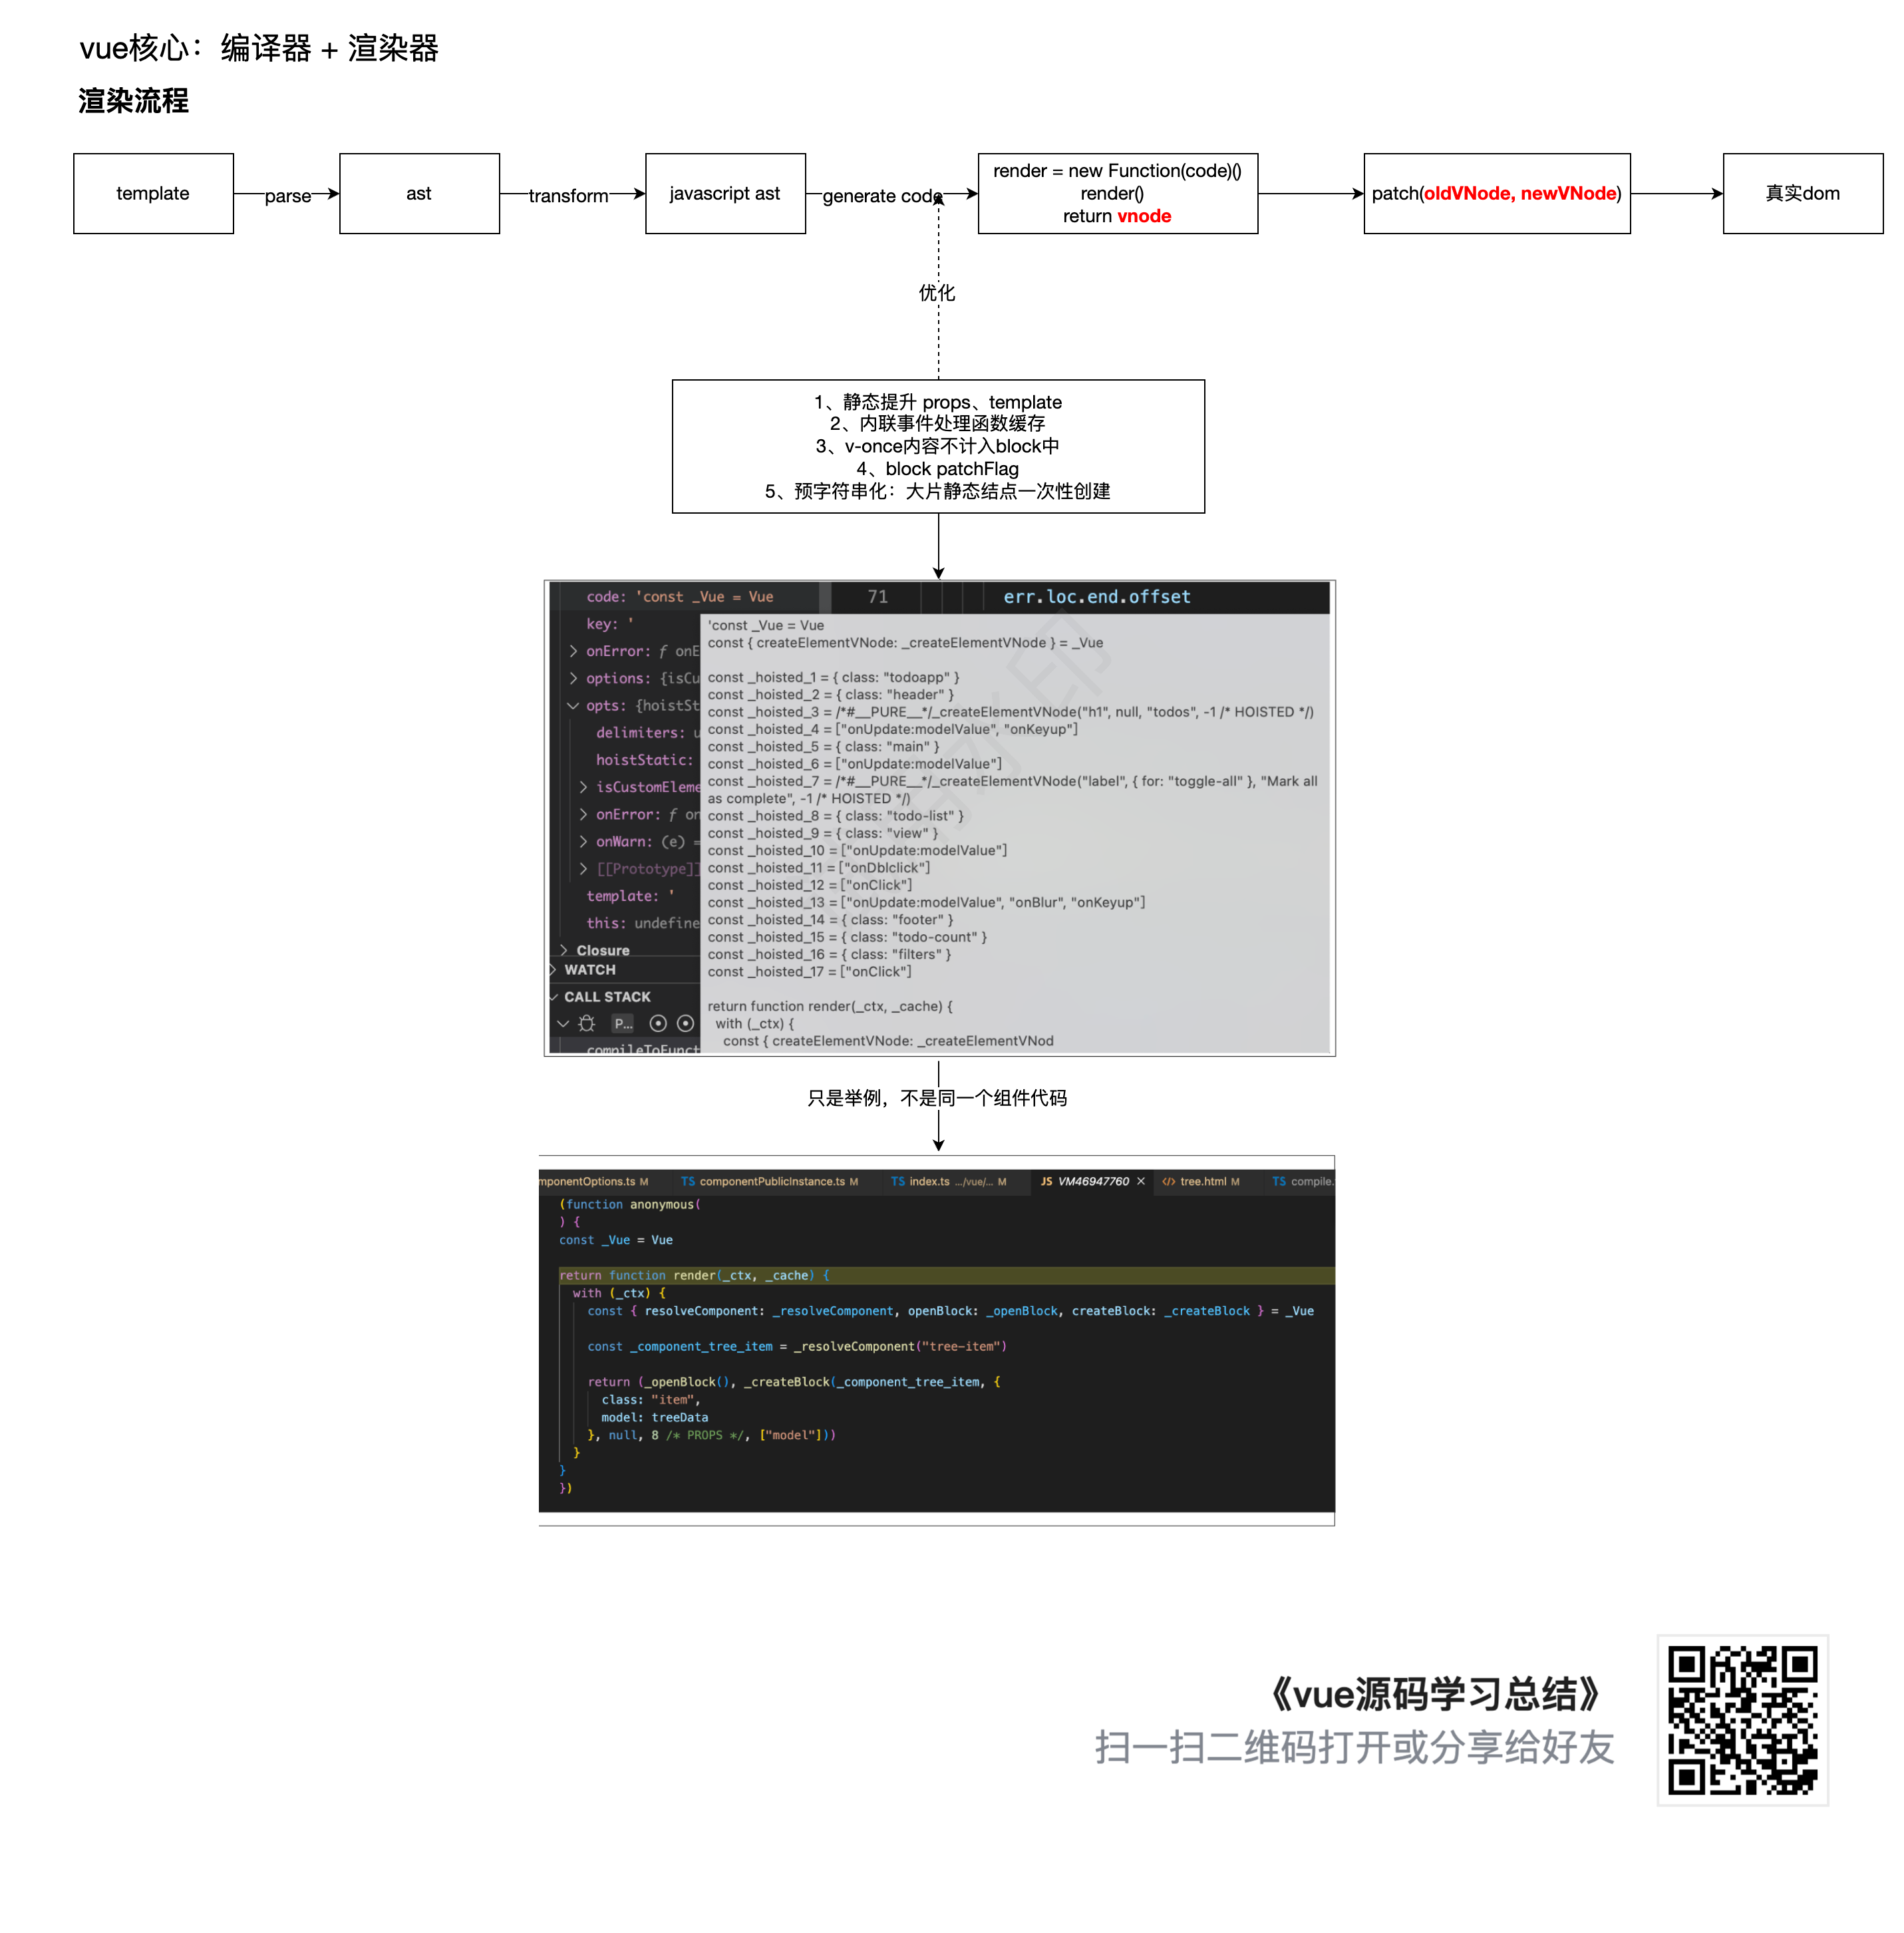 vue核心：编译器 + 渲染器
渲染流程
template
parse
ast
transform
javascript ast
generate code
render = new Function(code)()
render()
return vnode
patch(oldVNode, newVNode)
真实dom
优化
1、静态提升 props、template
2、内联事件处理函数缓存
3、v-once内容不计入block中
4、block patchFlag
5、预字符串化：大片静态结点一次性创建
code: 'const _Vue = Vue
71
err.loc.end.offset
key: '
onError: ƒ onE
options: {isCu
opts: {hoistSt
delimiters: u
hoistStatic:
isCustomEleme
onError: ƒ on
onWarn: (e) =
[[Prototype]]
template: '
this: undefine
Closure
WATCH
CALL STACK
P...
compileToFunct
'const _Vue = Vue
const { createElementVNode: _createElementVNode } = _Vue
const _hoisted_1 = { class: "todoapp" }
const _hoisted_2 = { class: "header" }
const _hoisted_3 = /*#__PURE__*/_createElementVNode("h1", null, "todos", -1 /* HOISTED */)
const _hoisted_4 = ["onUpdate:modelValue", "onKeyup"]
const _hoisted_5 = { class: "main" }
const _hoisted_6 = ["onUpdate:modelValue"]
const _hoisted_7 = /*#__PURE__*/_createElementVNode("label", { for: "toggle-all" }, "Mark all
as complete", -1 /* HOISTED */)
const _hoisted_8 = { class: "todo-list" }
const _hoisted_9 = { class: "view" }
const _hoisted_10 = ["onUpdate:modelValue"]
const _hoisted_11 = ["onDblclick"]
const _hoisted_12 = ["onClick"]
const _hoisted_13 = ["onUpdate:modelValue", "onBlur", "onKeyup"]
const _hoisted_14 = { class: "footer" }
const _hoisted_15 = { class: "todo-count" }
const _hoisted_16 = { class: "filters" }
const _hoisted_17 = ["onClick"]
return function render(_ctx, _cache) {
with (_ctx) {
const { createElementVNode: _createElementVNod
只是举例，不是同一个组件代码
mponentOptions.ts M
TS componentPublicInstance.ts M
TS index.ts .../vue/... M
JS VM46947760 ×
</> tree.html M
TS compile.
(function anonymous(
) {
const _Vue = Vue
return function render(_ctx, _cache) {
with (_ctx) {
const { resolveComponent: _resolveComponent, openBlock: _openBlock, createBlock: _createBlock } = _Vue
const _component_tree_item = _resolveComponent("tree-item")
return (_openBlock(), _createBlock(_component_tree_item, {
class: "item",
model: treeData
}, null, 8 /* PROPS */, ["model"]))
}
}
})
《vue源码学习总结》
扫一扫二维码打开或分享给好友